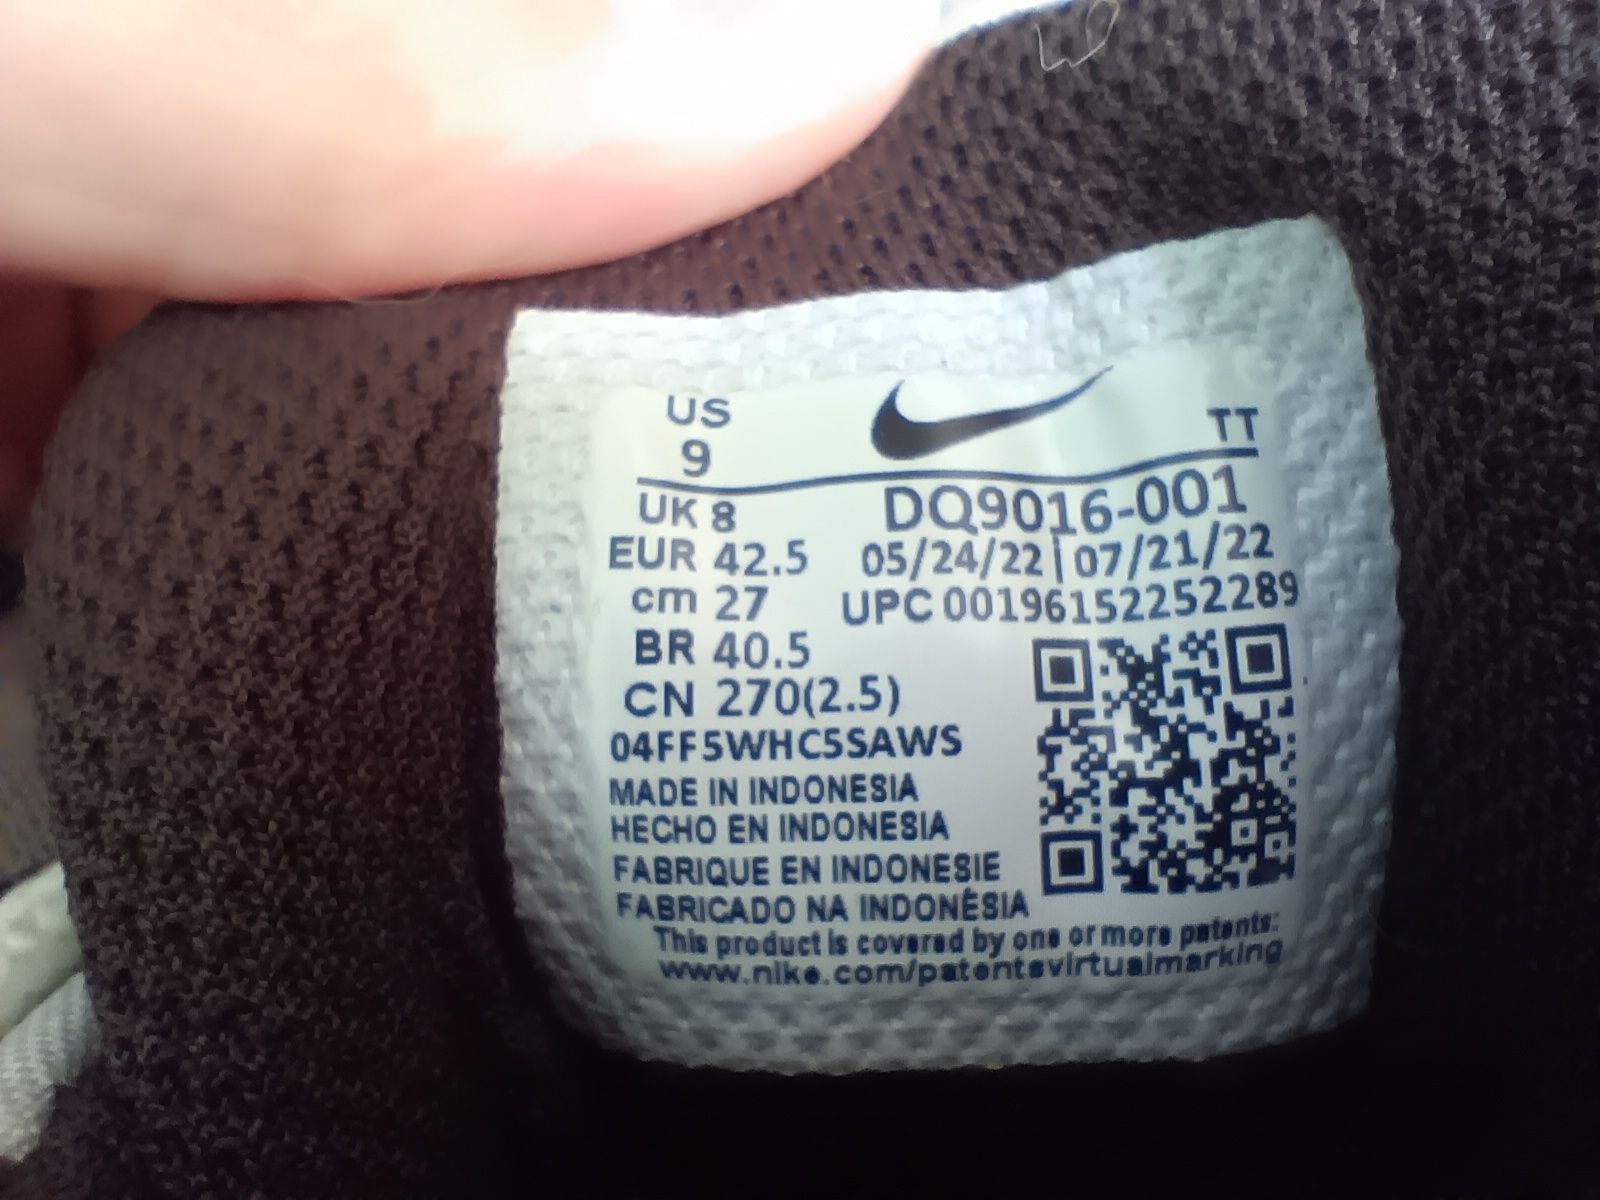 US
9
TT
UK 8
DQ9016-001
EUR 42.5
05/24/22 | 07/21/22
cm 27
UPC 00196152252289
BR 40.5
CN 270(2.5)
04FF5WHC5SAWS
MADE IN INDONESIA
HECHO EN INDONESIA
FABRIQUE EN INDONESIE
FABRICADO NA INDONÉSIA
This product is covered by one or more patents:
www.nike.com/patentsvirtualmarking